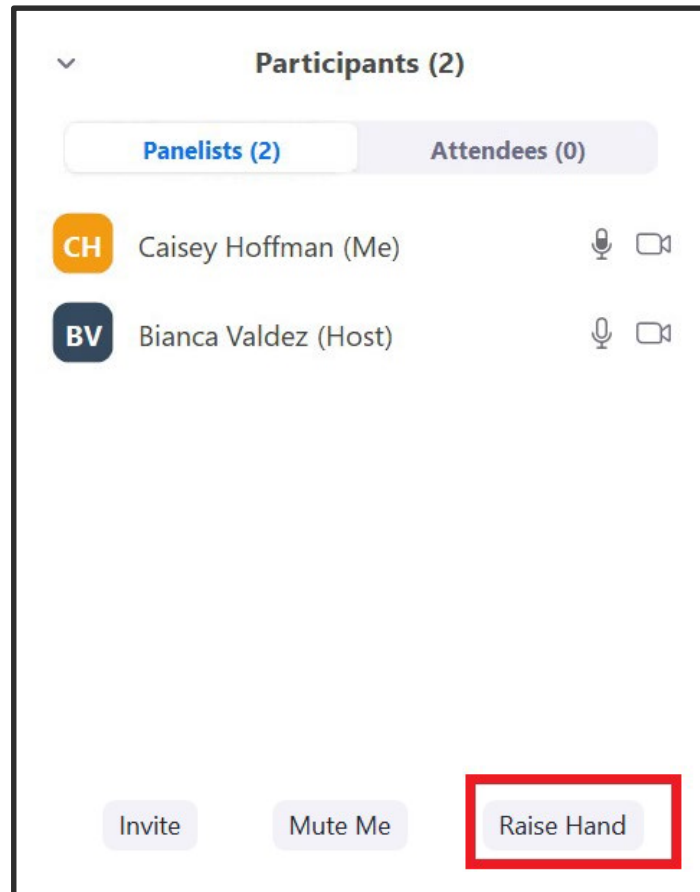 Participants (2)
Panelists (2) Attendees (0)
CH Caisey Hoffman (Me)
BV Bianca Valdez (Host)
Invite Mute Me Raise Hand